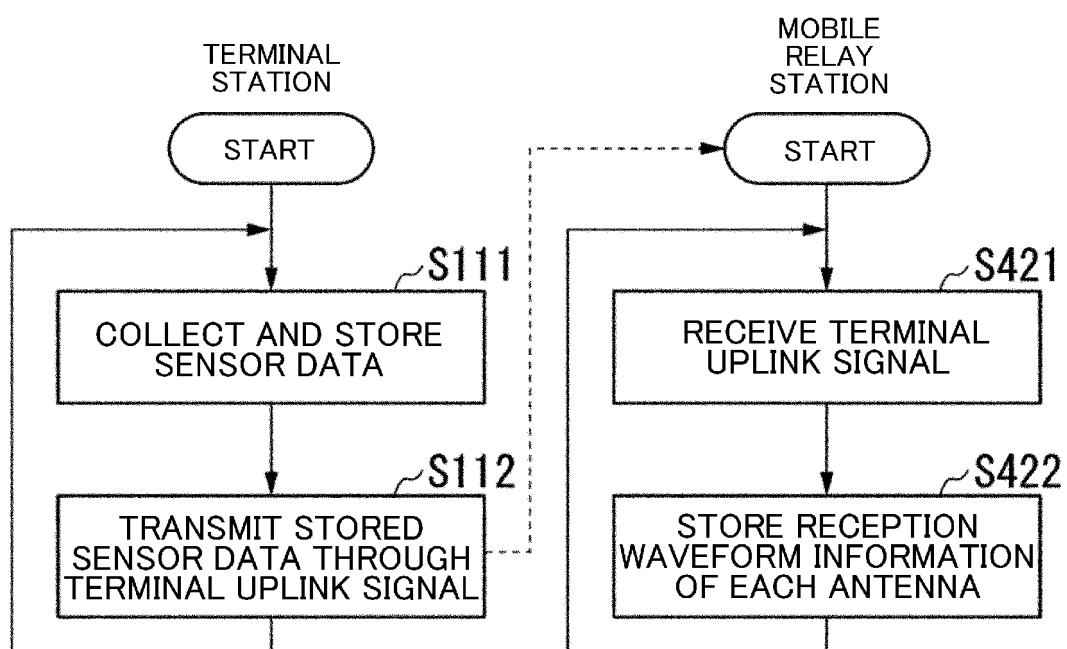 TERMINAL
STATION
START
S111
COLLECT AND STORE
SENSOR DATA
S112
TRANSMIT STORED
SENSOR DATA THROUGH
TERMINAL UPLINK SIGNAL
MOBILE
RELAY
STATION
START
S421
RECEIVE TERMINAL
UPLINK SIGNAL
S422
STORE RECEPTION
WAVEFORM INFORMATION
OF EACH ANTENNA